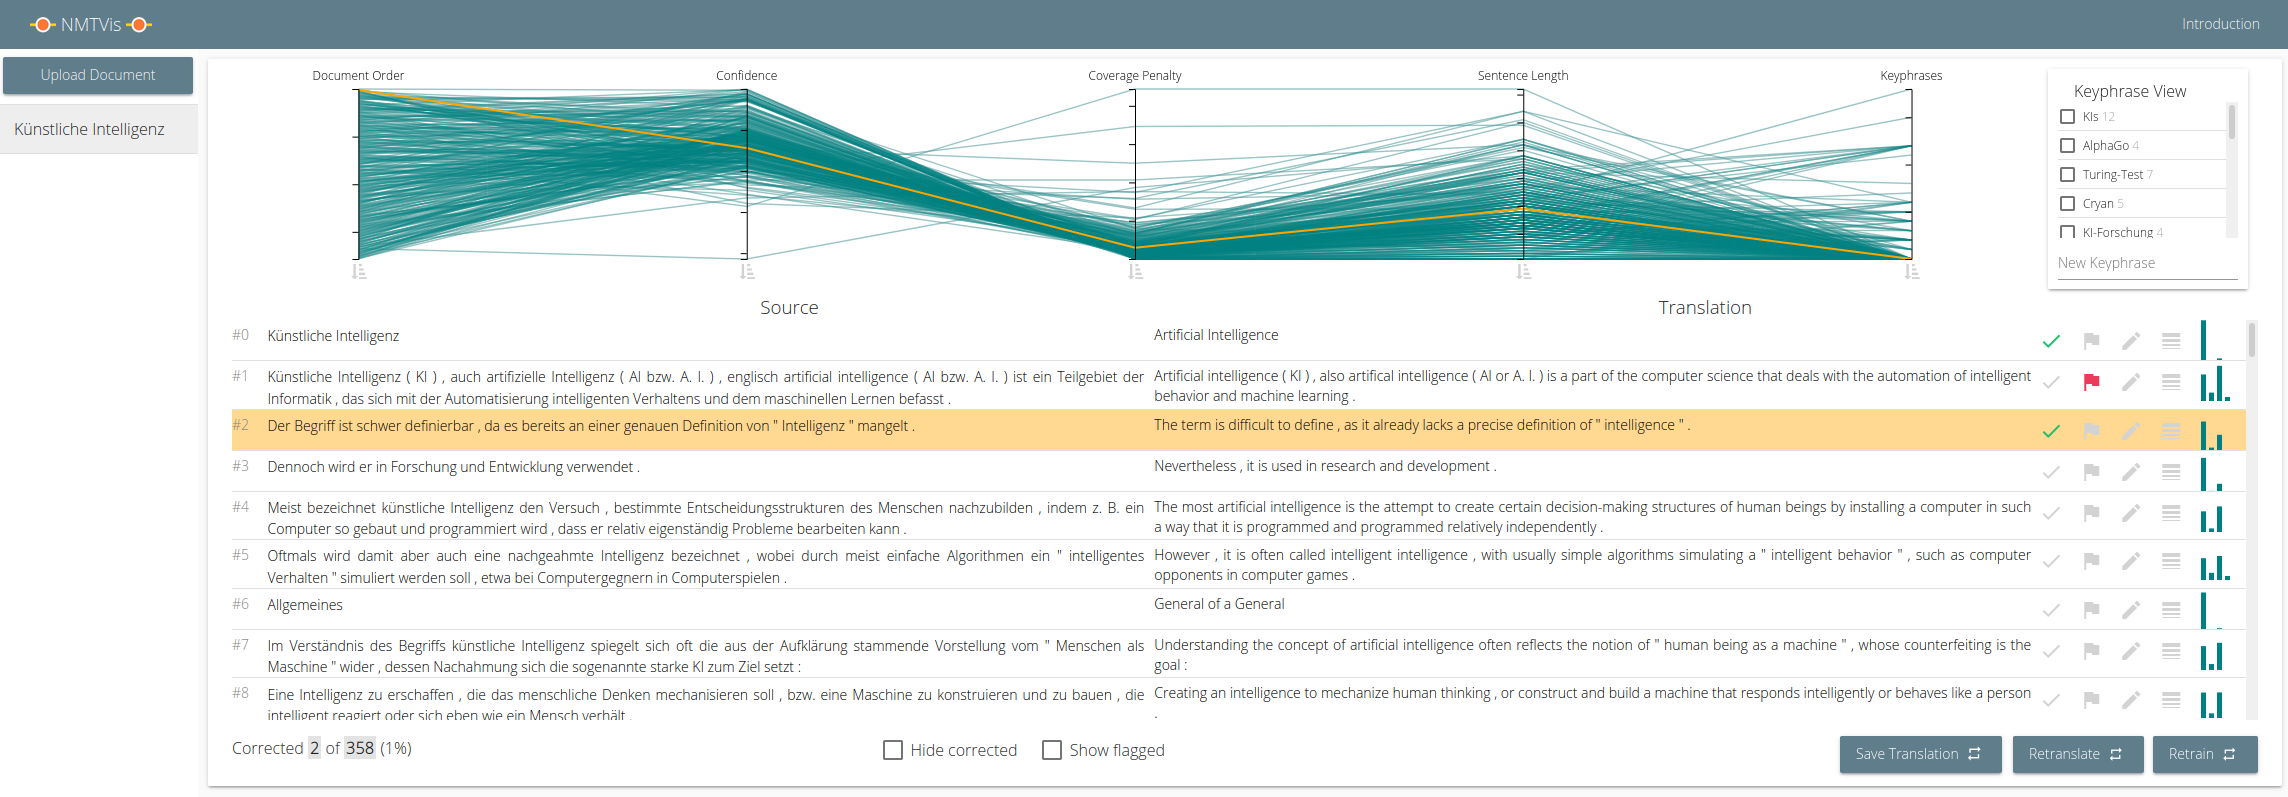 NMTVis
Introduction
Upload Document
Künstliche Intelligenz
Document Order
Confidence
Coverage Penalty
Sentence Length
Keyphrases
Keyphrase View
KIs 12
AlphaGo 4
Turing-Test 7
Cryan 5
KI-Forschung 4
New Keyphrase
Source
Translation
#0 Künstliche Intelligenz
Artificial Intelligence
#1 Künstliche Intelligenz ( KI ) , auch artifizielle Intelligenz ( AI bzw. A. I. ) , englisch artificial intelligence ( AI bzw. A. I. ) ist ein Teilgebiet der
Informatik , das sich mit der Automatisierung intelligenten Verhaltens und dem maschinellen Lernen befasst .
Artificial intelligence ( KI ) , also artifical intelligence ( AI or A. I. ) is a part of the computer science that deals with the automation of intelligent
behavior and machine learning .
#2 Der Begriff ist schwer definierbar , da es bereits an einer genauen Definition von " Intelligenz " mangelt .
The term is difficult to define , as it already lacks a precise definition of " intelligence " .
#3 Dennoch wird er in Forschung und Entwicklung verwendet .
Nevertheless , it is used in research and development .
#4 Meist bezeichnet künstliche Intelligenz den Versuch , bestimmte Entscheidungsstrukturen des Menschen nachzubilden , indem z. B. ein
Computer so gebaut und programmiert wird , dass er relativ eigenständig Probleme bearbeiten kann .
The most artificial intelligence is the attempt to create certain decision-making structures of human beings by installing a computer in such
a way that it is programmed and programmed relatively independently .
#5 Oftmals wird damit aber auch eine nachgeahmte Intelligenz bezeichnet , wobei durch meist einfache Algorithmen ein " intelligentes
Verhalten " simuliert werden soll , etwa bei Computergegnern in Computerspielen .
However , it is often called intelligent intelligence , with usually simple algorithms simulating a " intelligent behavior " , such as computer
opponents in computer games .
#6 Allgemeines
General of a General
#7 Im Verständnis des Begriffs künstliche Intelligenz spiegelt sich oft die aus der Aufklärung stammende Vorstellung vom " Menschen als
Maschine " wider , dessen Nachahmung sich die sogenannte starke KI zum Ziel setzt :
Understanding the concept of artificial intelligence often reflects the notion of " human being as a machine " , whose counterfeiting is the
goal :
#8 Eine Intelligenz zu erschaffen , die das menschliche Denken mechanisieren soll , bzw. eine Maschine zu konstruieren und zu bauen , die
intelligent reagiert oder sich eben wie ein Mensch verhält .
Creating an intelligence to mechanize human thinking , or construct and build a machine that responds intelligently or behaves like a person
.
Corrected 2 of 358 (1%)
Hide corrected
Show flagged
Save Translation
Retranslate
Retrain